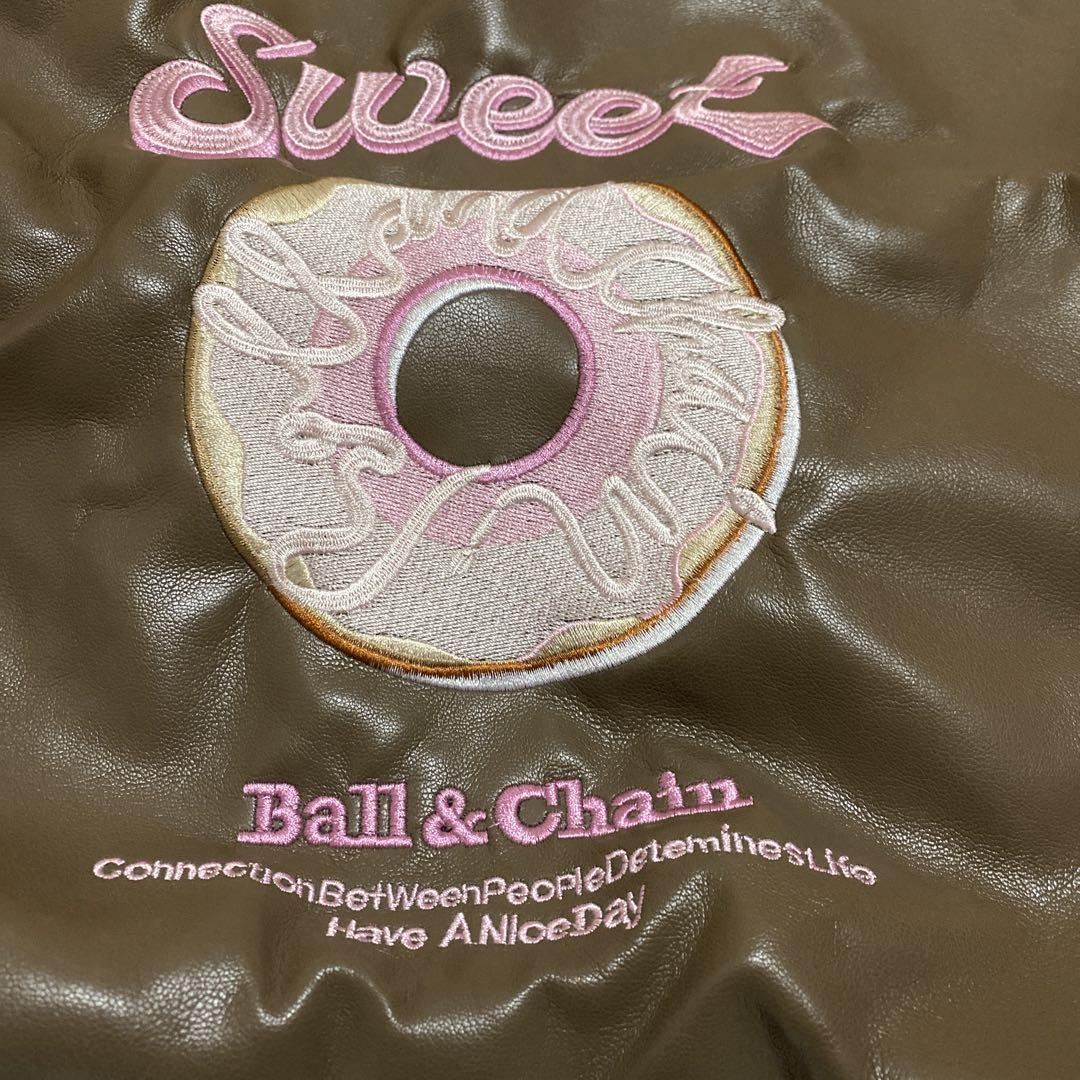 Sweet
Ball & Chain
ConnectionBetWeenPeoPleDeteminesLife
Have ANiceDay